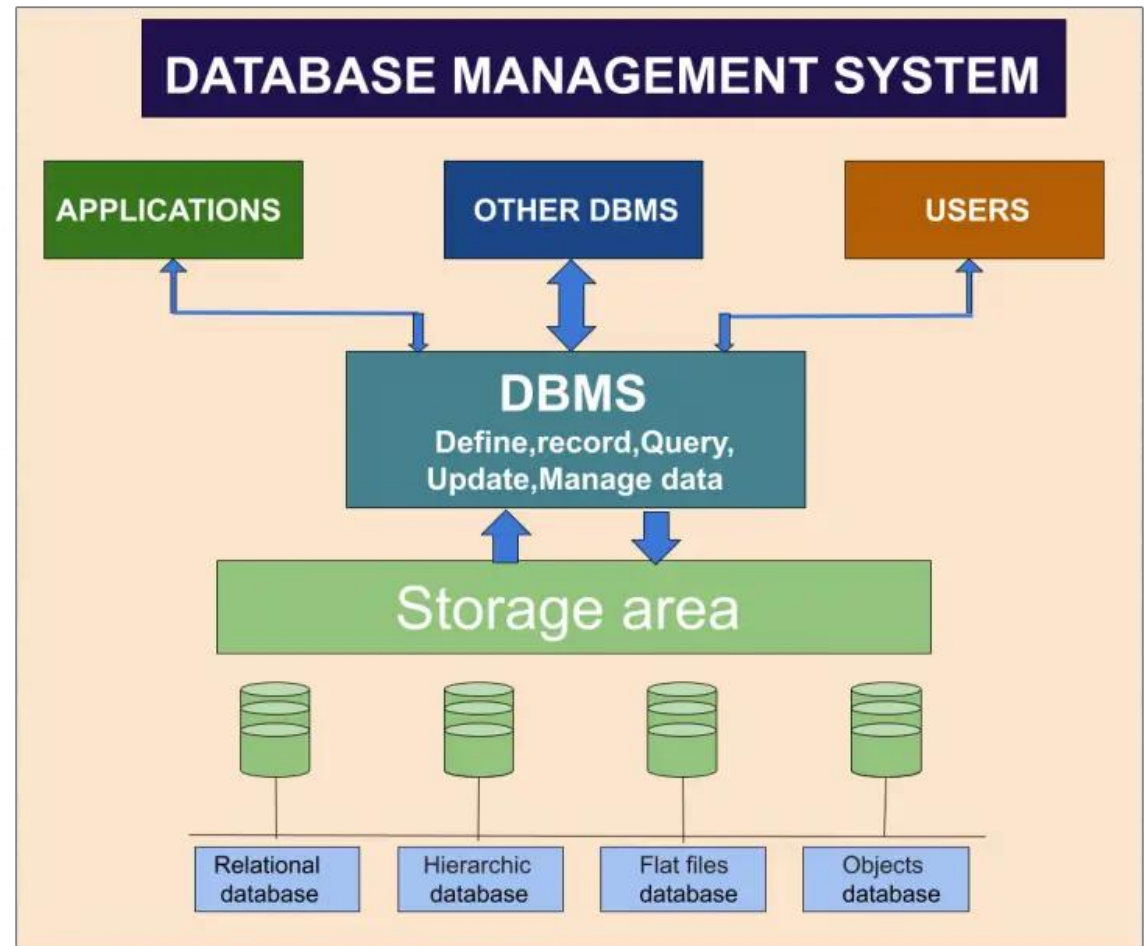 DATABASE MANAGEMENT SYSTEM
APPLICATIONS
OTHER DBMS
USERS
DBMS
Define,record,Query,
Update,Manage data
Storage area
Relational
database
Hierarchic
database
Flat files
database
Objects
database